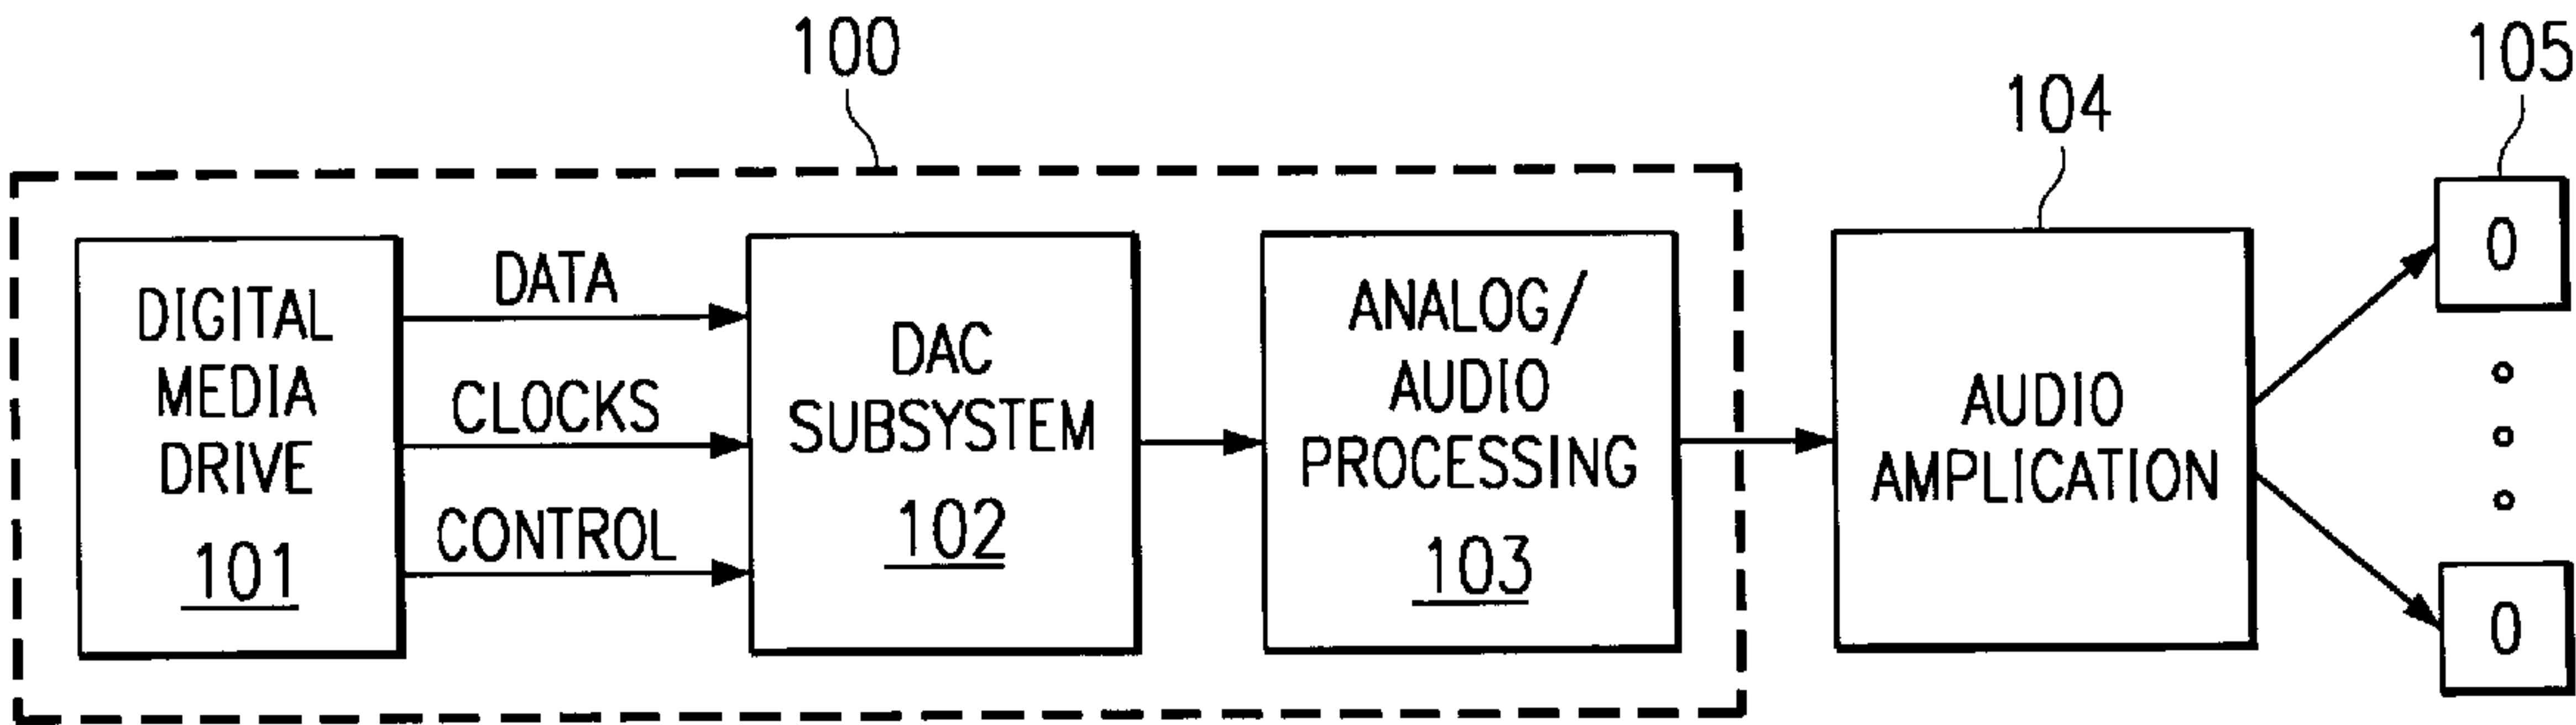 100
104
105
DIGITAL
MEDIA
DRIVE
101
DATA
CLOCKS
CONTROL
DAC
SUBSYSTEM
102
ANALOG/
AUDIO
PROCESSING
103
AUDIO
AMPLICATION
0
0